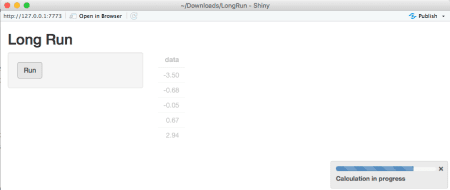 ~/Downloads/LongRun - Shiny
http://127.0.0.1:7773 Open in Browser Publish
Long Run
Run
data
-3.50
-0.68
-0.05
0.67
2.94
Calculation in progress